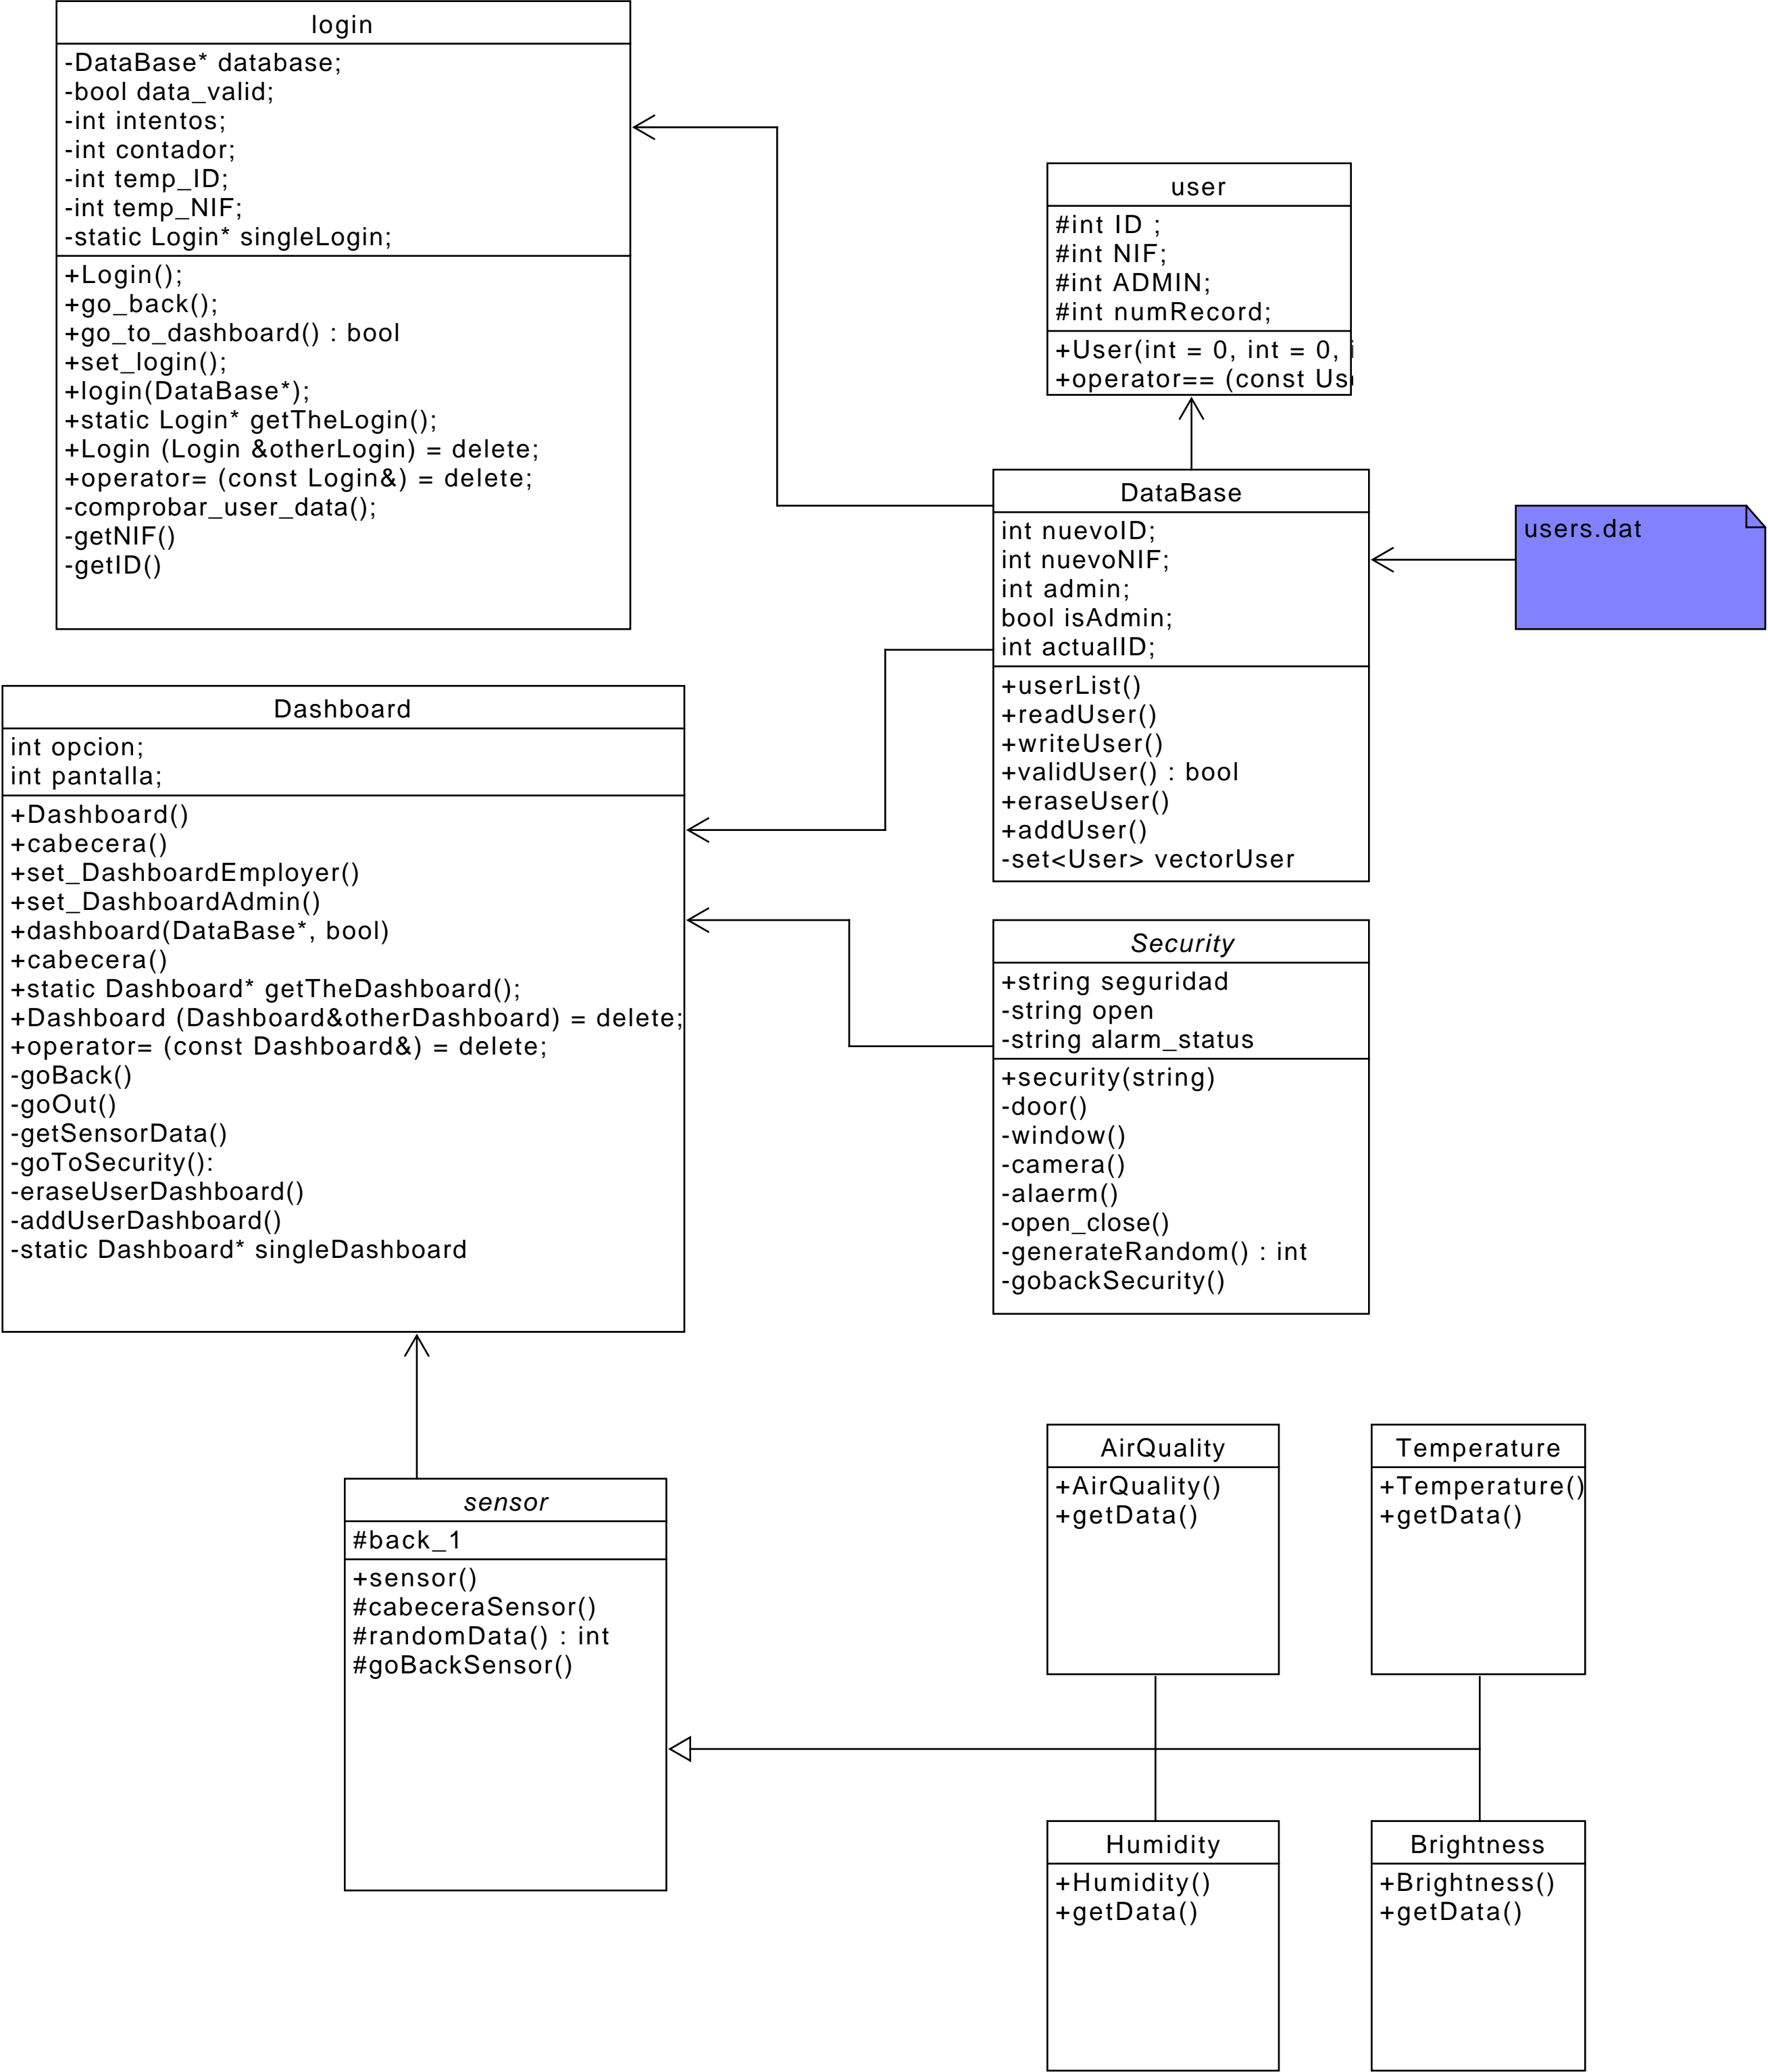 login
-DataBase* database;
-bool data_valid;
-int intentos;
-int contador;
-int temp_ID;
-int temp_NIF;
-static Login* singleLogin;
+Login();
+go_back();
+go_to_dashboard() : bool
+set_login();
+login(DataBase*);
+static Login* getTheLogin();
+Login (Login &otherLogin) = delete;
+operator= (const Login&) = delete;
-comprobar_user_data();
-getNIF()
-getID()
user
#int ID ;
#int NIF;
#int ADMIN;
#int numRecord;
+User(int = 0, int = 0,
+operator== (const Us
DataBase
int nuevoID;
int nuevoNIF;
int admin;
bool isAdmin;
int actualID;
+userList()
+readUser()
+writeUser()
+validUser() : bool
+eraseUser()
+addUser()
-set<User> vectorUser
users.dat
Dashboard
int opcion;
int pantalla;
+Dashboard()
+cabecera()
+set_DashboardEmployer()
+set_DashboardAdmin()
+dashboard(DataBase*, bool)
+cabecera()
+static Dashboard* getTheDashboard();
+Dashboard (Dashboard&otherDashboard) = delete;
+operator= (const Dashboard&) = delete;
-goBack()
-goOut()
-getSensorData()
-goToSecurity():
-eraseUserDashboard()
-addUserDashboard()
-static Dashboard* singleDashboard
Security
+string seguridad
-string open
-string alarm_status
+security(string)
-door()
-window()
-camera()
-alaerm()
-open_close()
-generateRandom() : int
-gobackSecurity()
sensor
#back_1
+sensor()
#cabeceraSensor()
#randomData() : int
#goBackSensor()
AirQuality
+AirQuality()
+getData()
Temperature
+Temperature()
+getData()
Humidity
+Humidity()
+getData()
Brightness
+Brightness()
+getData()